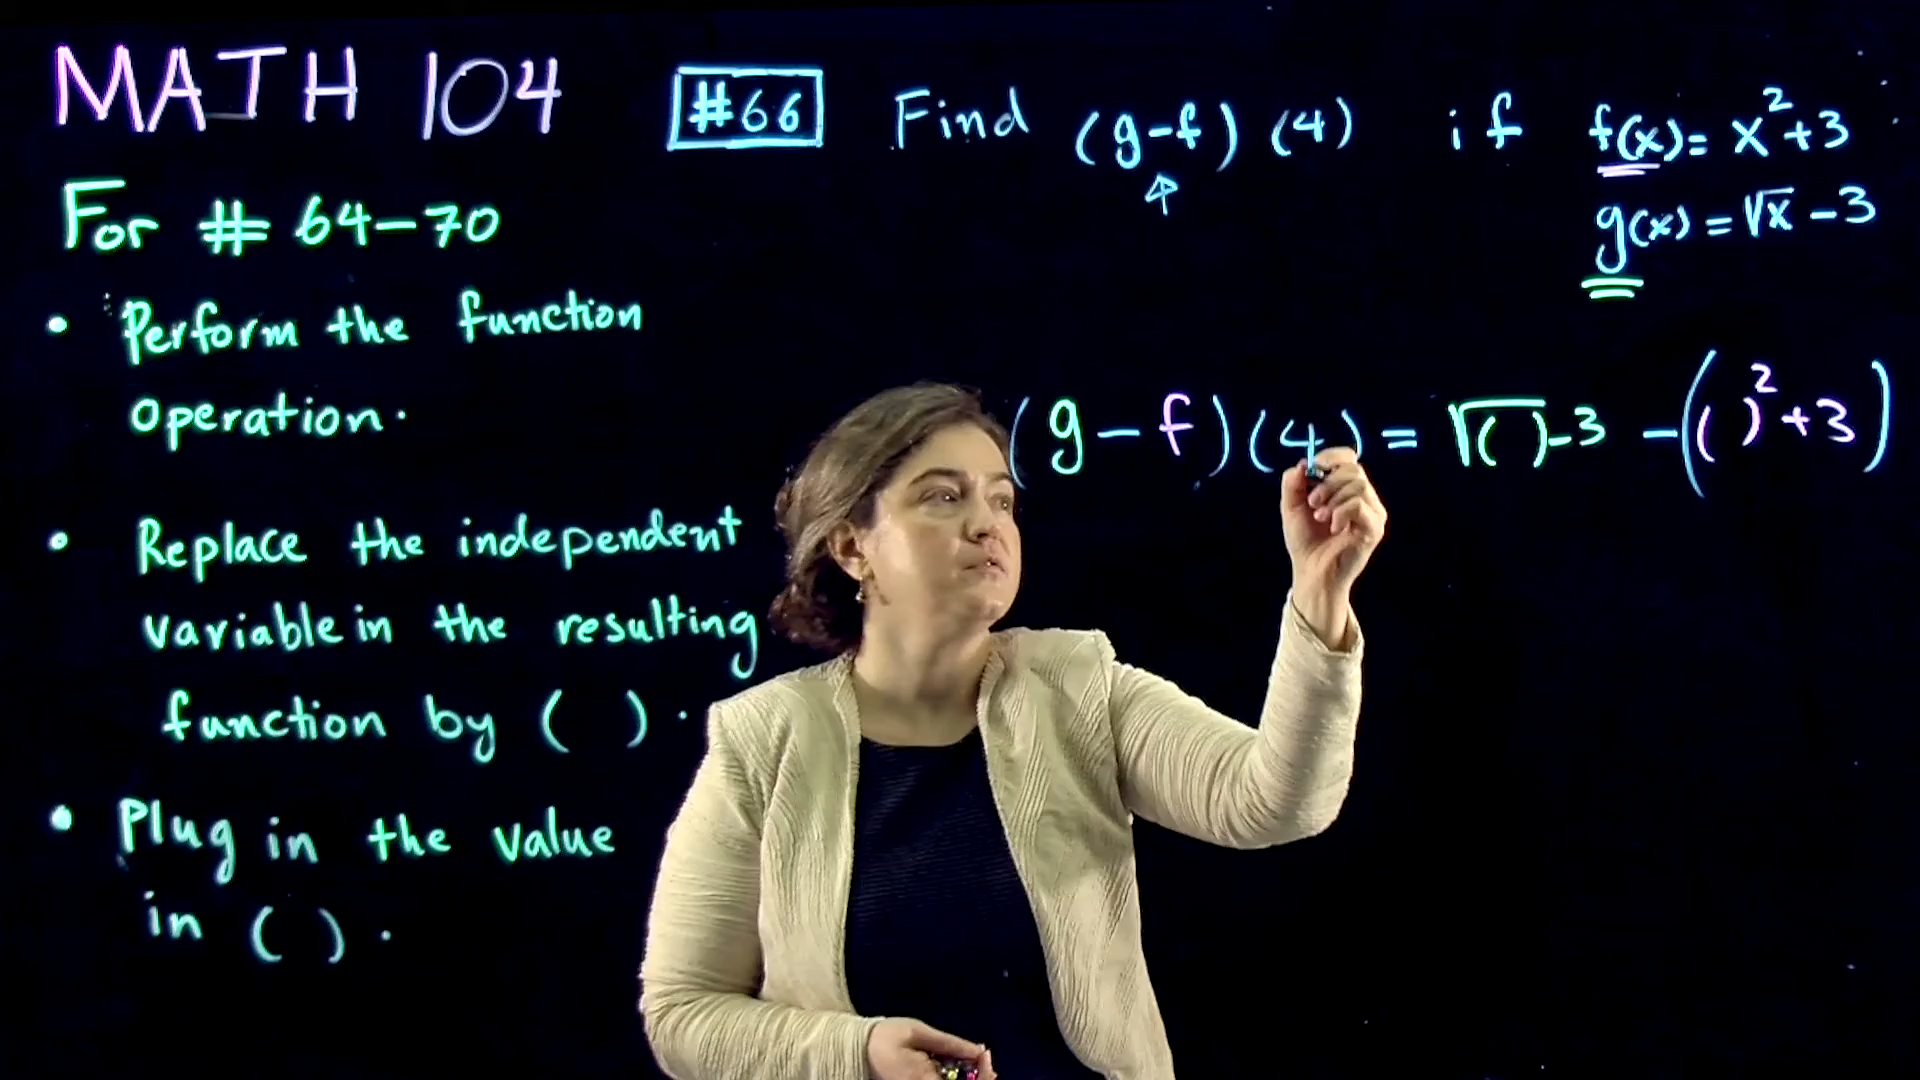 MATH 104
#66 Find (g-f)(4) if f(x)= x²+3
g(x) = √x - 3
For # 64-70
• Perform the function
operation.
(g - f)(4) = √( ) - 3 - (( )² + 3)
• Replace the independent
variable in the resulting
function by ( ).
• Plug in the value
in ( ).